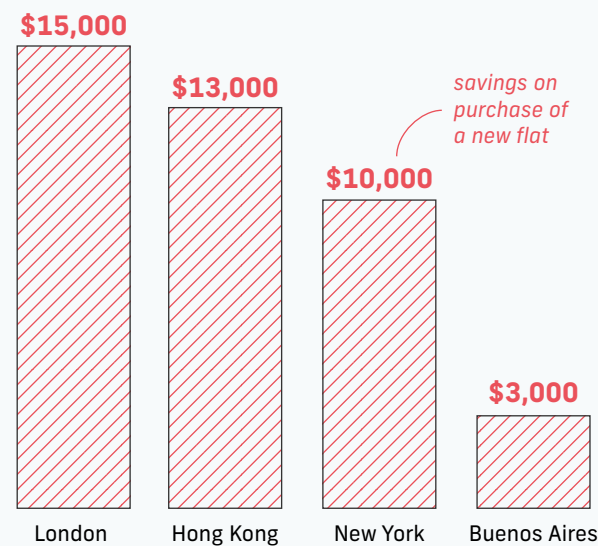 $15,000
$13,000
savings on
purchase of
a new flat
$10,000
$3,000
London
Hong Kong
New York
Buenos Aires